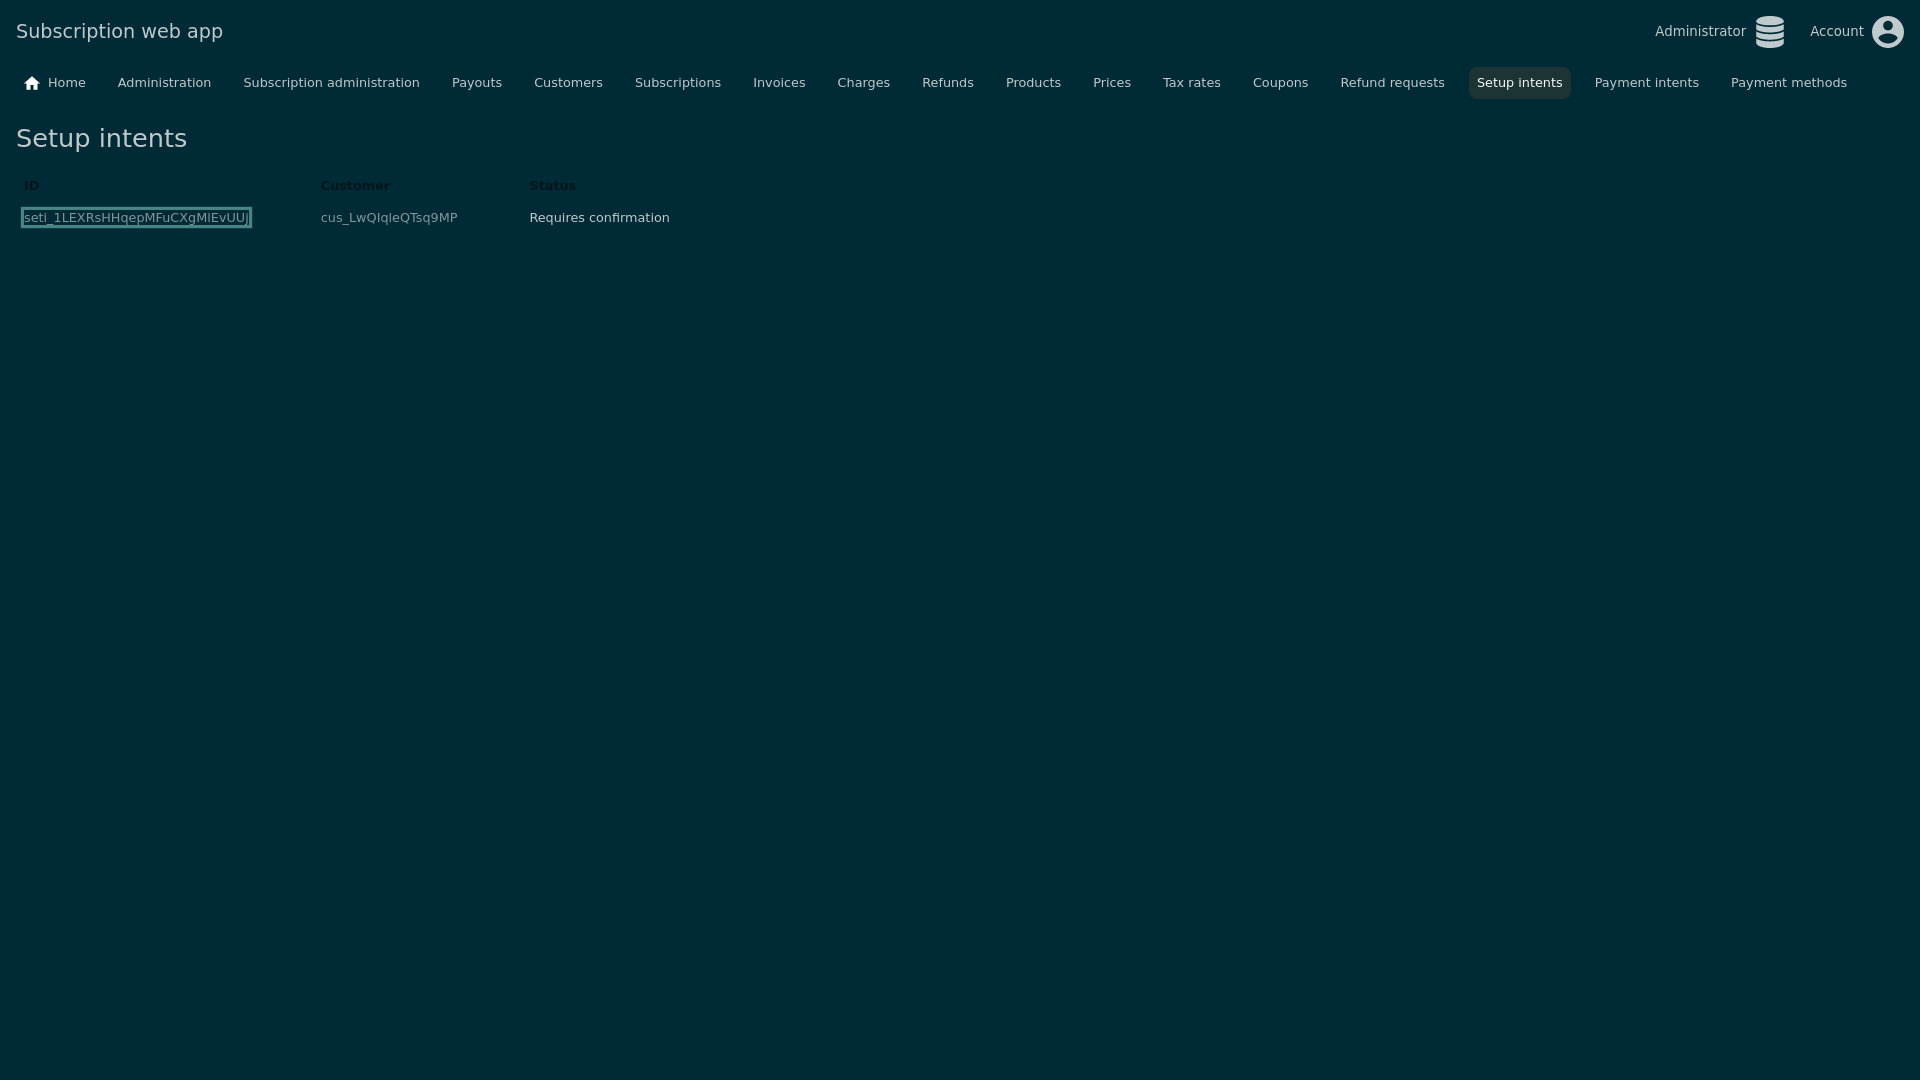 Subscription web app
Administrator
Account
Home Administration Subscription administration Payouts Customers Subscriptions Invoices Charges Refunds Products Prices Tax rates Coupons Refund requests Setup intents Payment intents Payment methods
Setup intents
ID Customer Status
seti_1LEXRsHHqepMFuCXgMlEvUUj cus_LwQIqleQTsq9MP Requires confirmation